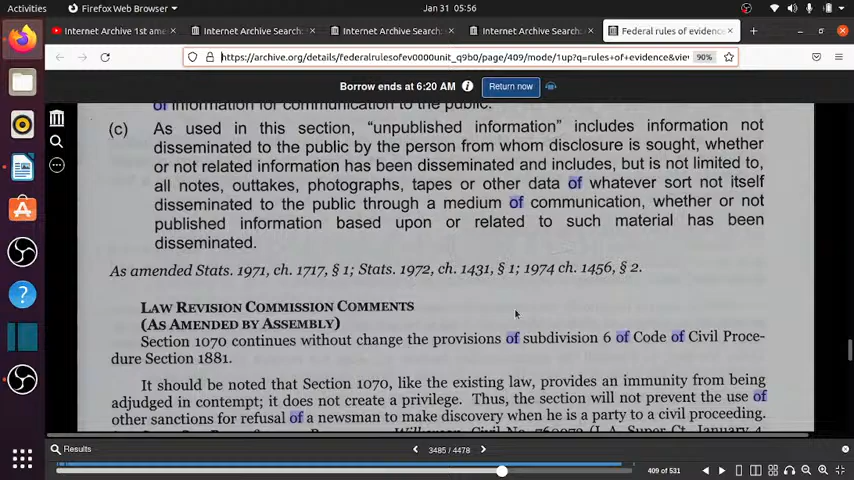 Activities
Firefox Web Browser
Jan 31 05:56
Internet Archive 1st ame
Internet Archive Search:
Internet Archive Search:
Internet Archive Search:
Federal rules of evidence
https://archive.org/details/federalrulesofev0000unit_q9b0/page/409/mode/1up?q=rules+of+evidence&vie
90%
Borrow ends at 6:20 AM
Return now
of information for communication to the public.
(c) As used in this section, "unpublished information" includes information not
disseminated to the public by the person from whom disclosure is sought, whether
or not related information has been disseminated and includes, but is not limited to,
all notes, outtakes, photographs, tapes or other data of whatever sort not itself
disseminated to the public through a medium of communication, whether or not
published information based upon or related to such material has been
disseminated.
As amended Stats. 1971, ch. 1717, § 1; Stats. 1972, ch. 1431, § 1; 1974 ch. 1456, § 2.
LAW REVISION COMMISSION COMMENTS
(AS AMENDED BY ASSEMBLY)
Section 1070 continues without change the provisions of subdivision 6 of Code of Civil Proce-
dure Section 1881.
It should be noted that Section 1070, like the existing law, provides an immunity from being
adjudged in contempt; it does not create a privilege. Thus, the section will not prevent the use of
other sanctions for refusal of a newsman to make discovery when he is a party to a civil proceeding.
Civil No. (L.A. Super. Ct. January 4,
Results
3485 / 4478
409 of 531